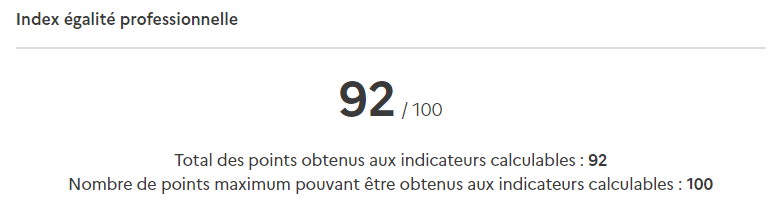 Index égalité professionnelle
92 / 100
Total des points obtenus aux indicateurs calculables : 92
Nombre de points maximum pouvant être obtenus aux indicateurs calculables : 100